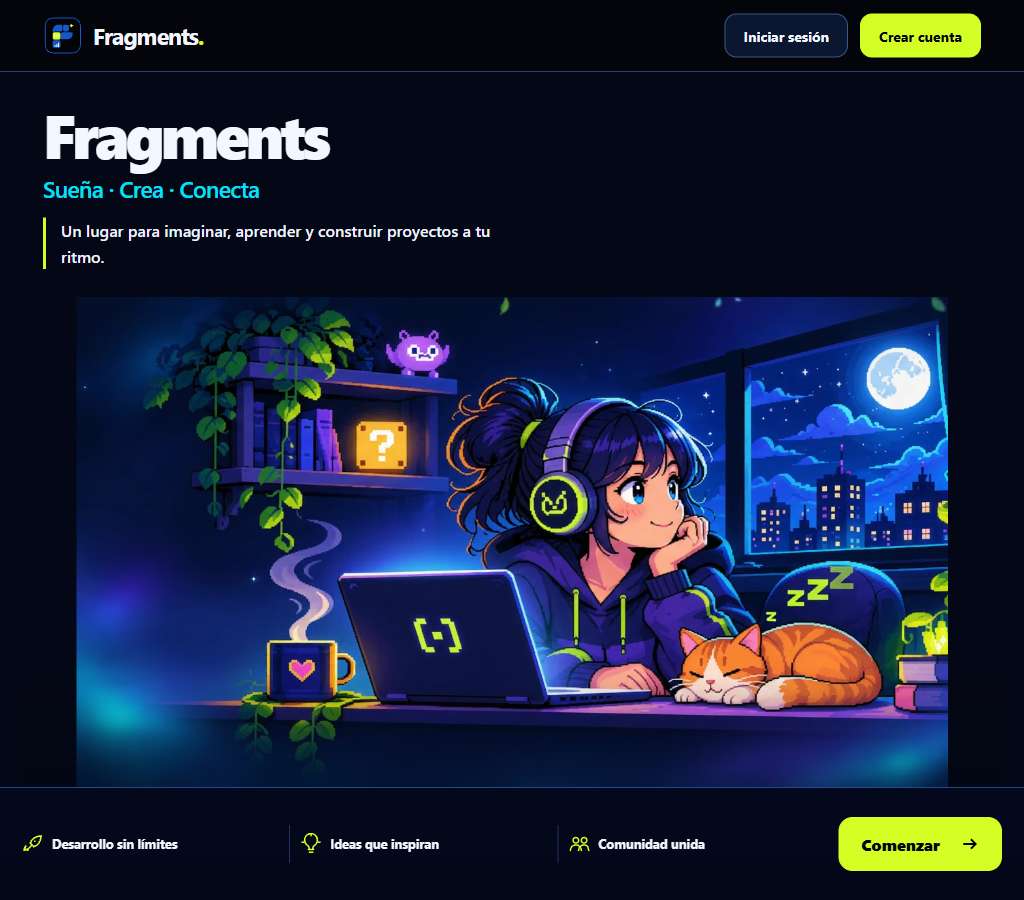 Fragments.
Iniciar sesión
Crear cuenta
Fragments
Sueña · Crea · Conecta
Un lugar para imaginar, aprender y construir proyectos a tu
ritmo.
?
[·]
z z z
Desarrollo sin límites
Ideas que inspiran
Comunidad unida
Comenzar →